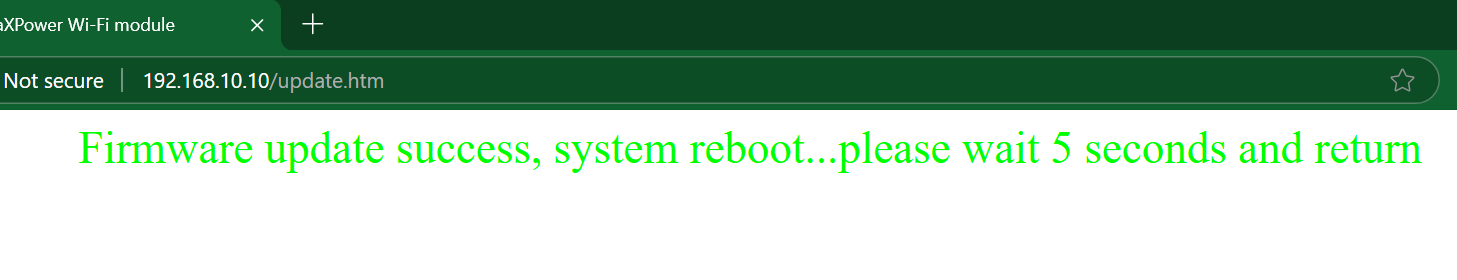 aXPower Wi-Fi module
Not secure 192.168.10.10/update.htm
Firmware update success, system reboot...please wait 5 seconds and return